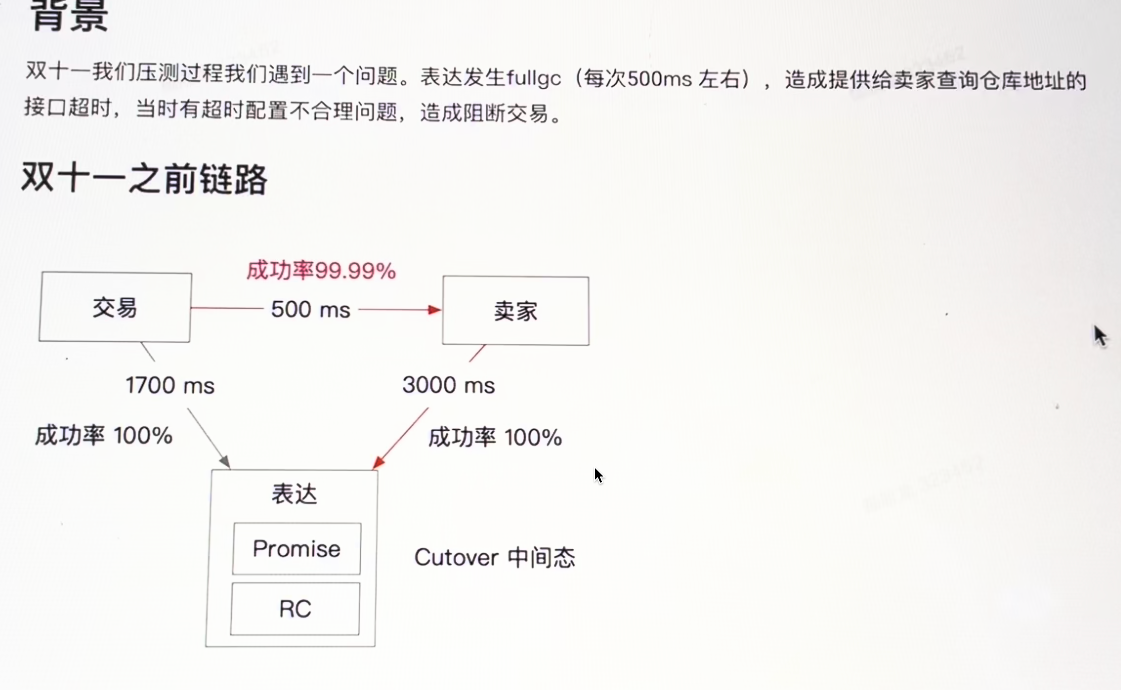 背景
双十一我们压测过程我们遇到一个问题。表达发生fullgc（每次500ms 左右），造成提供给卖家查询仓库地址的
接口超时，当时有超时配置不合理问题，造成阻断交易。
双十一之前链路
成功率99.99%
交易
500 ms
卖家
1700 ms
3000 ms
成功率 100%
成功率 100%
表达
Promise
Cutover 中间态
RC